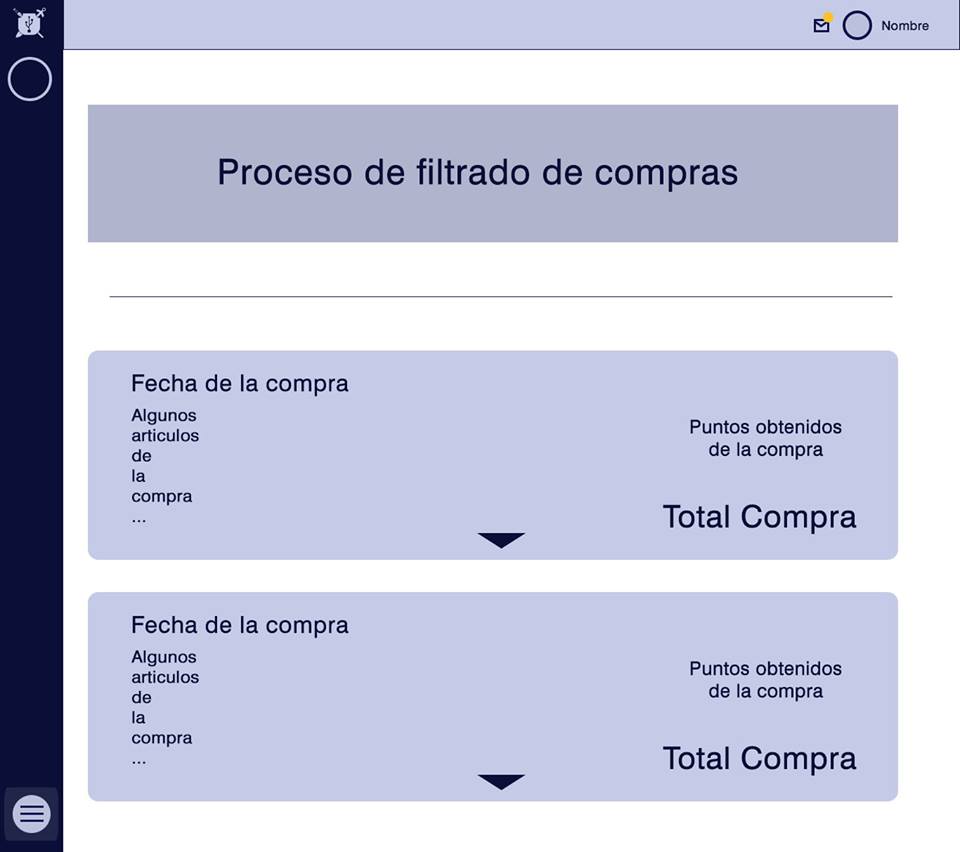 Nombre
Proceso de filtrado de compras
Fecha de la compra
Algunos
articulos
de
la
compra
...
Puntos obtenidos
de la compra
Total Compra
Fecha de la compra
Algunos
articulos
de
la
compra
...
Puntos obtenidos
de la compra
Total Compra